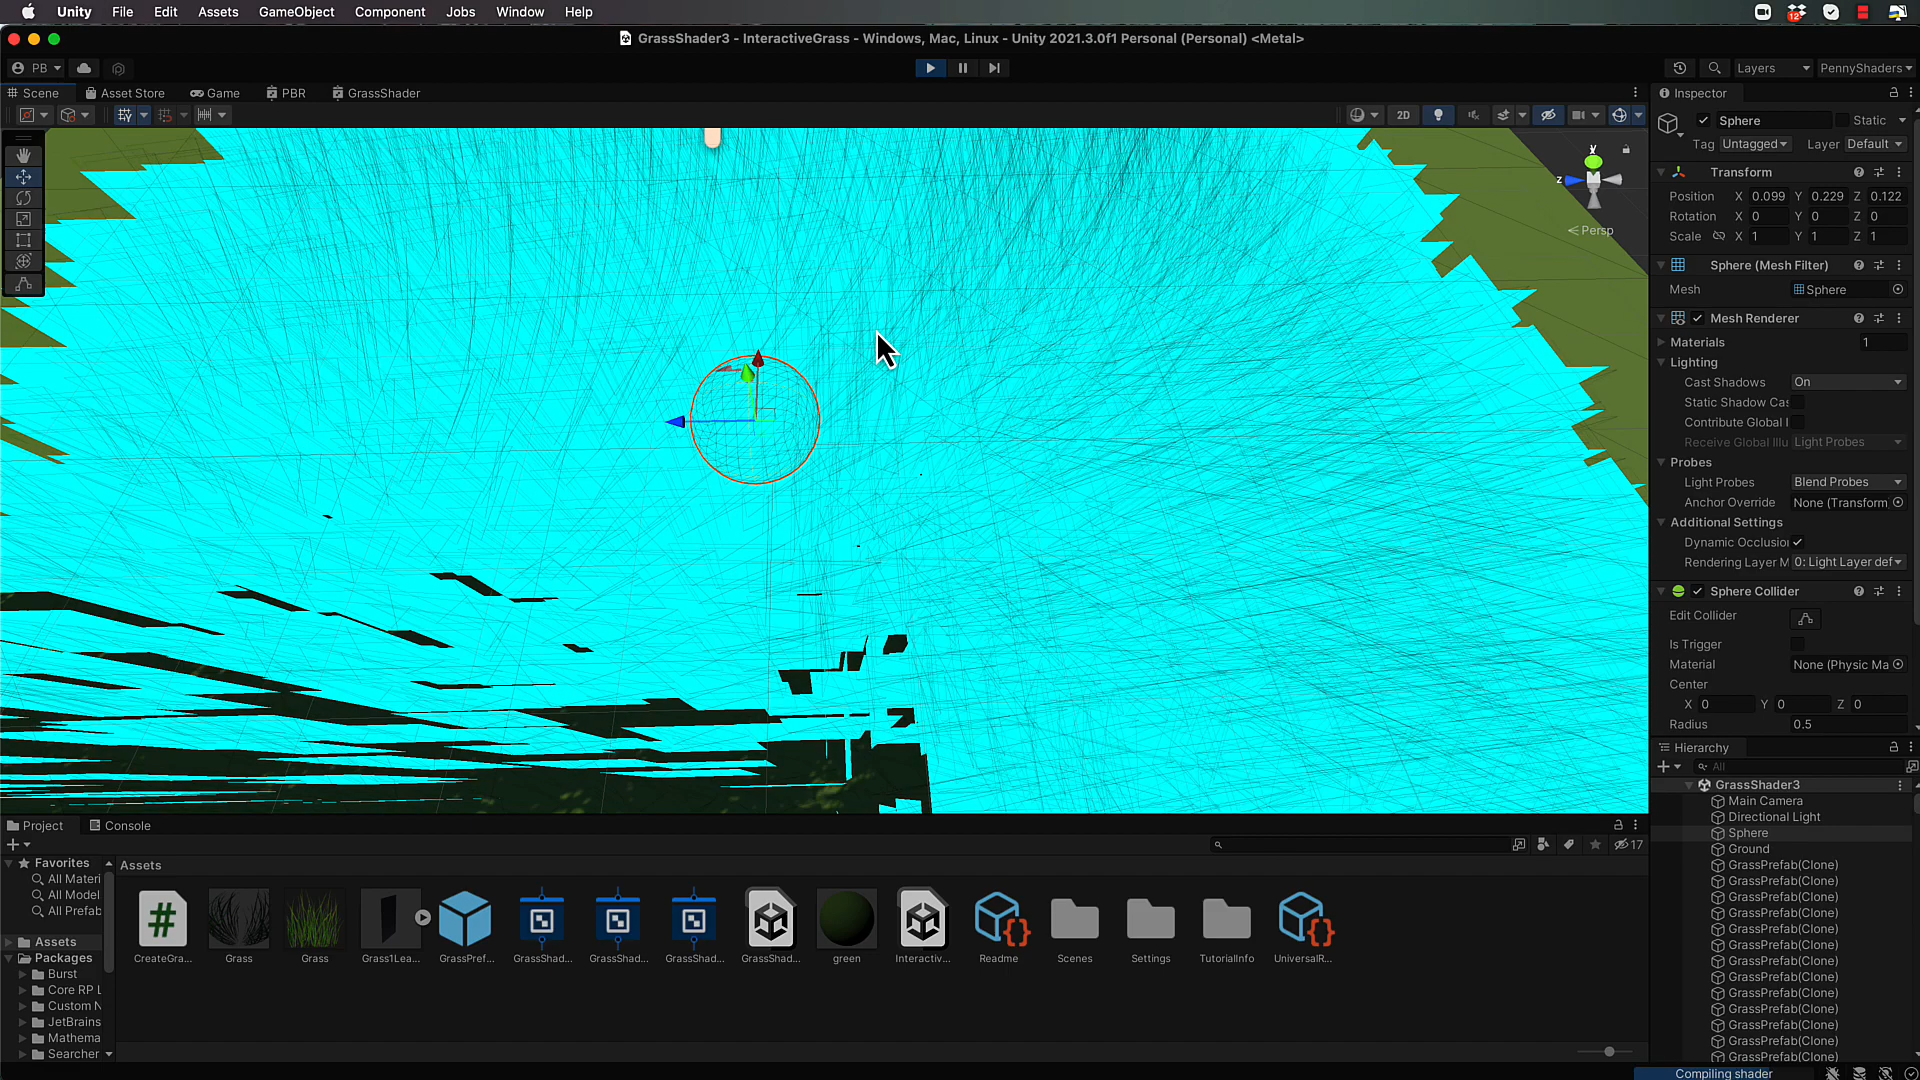 Unity File Edit Assets GameObject Component Jobs Window Help
12
GrassShader3 - InteractiveGrass - Windows, Mac, Linux - Unity 2021.3.0f1 Personal (Personal) <Metal>
PB
Layers PennyShaders
Scene Asset Store Game PBR GrassShader
2D
y
z
Persp
Inspector
Sphere Static
Tag Untagged Layer Default
Transform
Position X 0.099 Y 0.229 Z 0.122
Rotation X 0 Y 0 Z 0
Scale X 1 Y 1 Z 1
Sphere (Mesh Filter)
Mesh Sphere
Mesh Renderer
Materials 1
Lighting
Cast Shadows On
Static Shadow Cas
Contribute Global I
Receive Global Illu Light Probes
Probes
Light Probes Blend Probes
Anchor Override None (Transform
Additional Settings
Dynamic Occlusion
Rendering Layer M 0: Light Layer def
Sphere Collider
Edit Collider
Is Trigger
Material None (Physic Ma
Center
X 0 Y 0 Z 0
Radius 0.5
Hierarchy
All
GrassShader3
Main Camera
Directional Light
Sphere
Ground
GrassPrefab(Clone)
GrassPrefab(Clone)
GrassPrefab(Clone)
GrassPrefab(Clone)
GrassPrefab(Clone)
GrassPrefab(Clone)
GrassPrefab(Clone)
GrassPrefab(Clone)
GrassPrefab(Clone)
GrassPrefab(Clone)
GrassPrefab(Clone)
GrassPrefab(Clone)
GrassPrefab(Clone)
Project Console
17
Favorites
All Materi
All Model
All Prefab
Assets
Packages
Burst
Core RP L
Custom N
JetBrains
Mathema
Searcher
Assets
CreateGra... Grass Grass Grass1Lea... GrassPref... GrassShad... GrassShad... GrassShad... GrassShad... green Interactiv... Readme Scenes Settings TutorialInfo UniversalR...
Compiling shader